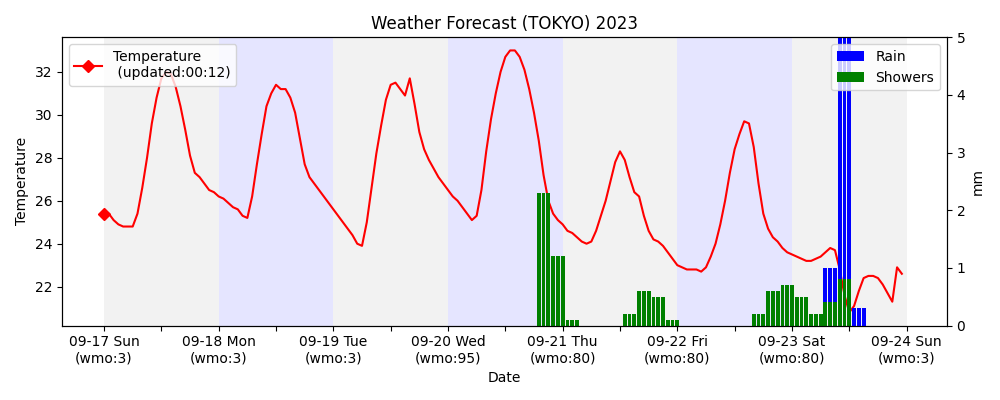 Weather Forecast (TOKYO) 2023
Temperature
(updated:00:12)
Rain
Showers
Temperature
32
30
28
26
24
22
5
4
3
2
1
0
mm
09-17 Sun
(wmo:3)
09-18 Mon
(wmo:3)
09-19 Tue
(wmo:3)
09-20 Wed
(wmo:95)
09-21 Thu
(wmo:80)
09-22 Fri
(wmo:80)
09-23 Sat
(wmo:80)
09-24 Sun
(wmo:3)
Date